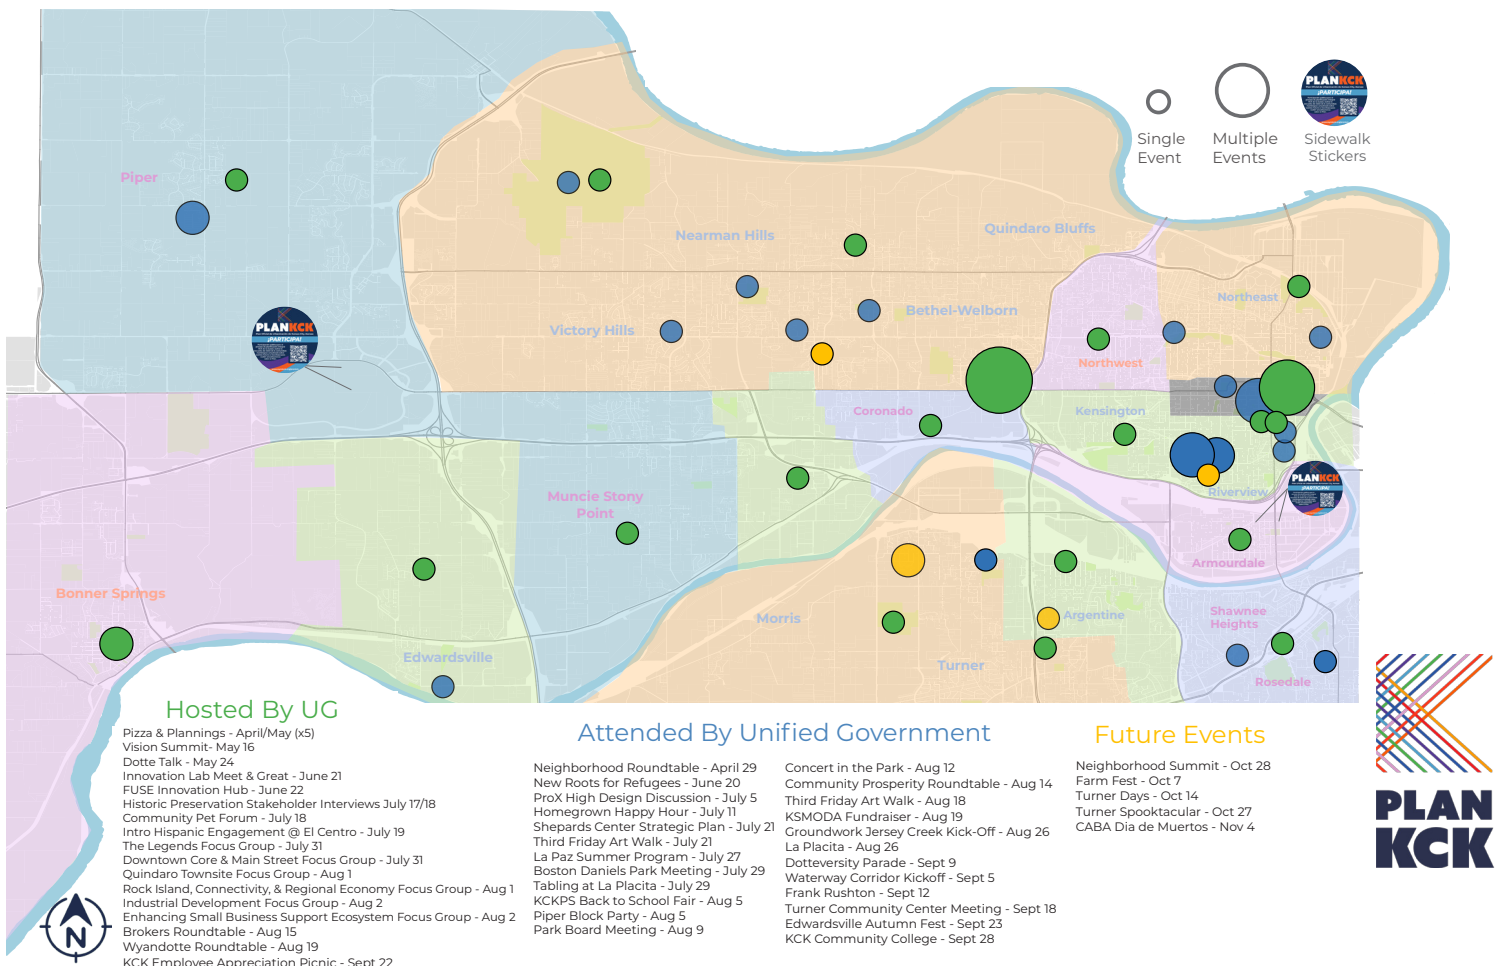 Single
Event
Multiple
Events
PLANKCK
¡PARTICIPA!
Sidewalk
Stickers
Piper
Nearman Hills
Quindaro Bluffs
Northeast
Bethel-Welborn
Victory Hills
PLANKCK
¡PARTICIPA!
Northwest
Coronado
Kensington
Muncie Stony
Point
Riverview
PLANKCK
¡PARTICIPA!
Armourdale
Bonner Springs
Morris
Argentine
Shawnee
Heights
Edwardsville
Turner
Rosedale
Hosted By UG
Pizza & Plannings - April/May (x5)
Vision Summit- May 16
Dotte Talk - May 24
Innovation Lab Meet & Great - June 21
FUSE Innovation Hub - June 22
Historic Preservation Stakeholder Interviews July 17/18
Community Pet Forum - July 18
Intro Hispanic Engagement @ El Centro - July 19
The Legends Focus Group - July 31
Downtown Core & Main Street Focus Group - July 31
Quindaro Townsite Focus Group - Aug 1
Rock Island, Connectivity, & Regional Economy Focus Group - Aug 1
Industrial Development Focus Group - Aug 2
Enhancing Small Business Support Ecosystem Focus Group - Aug 2
Brokers Roundtable - Aug 15
Wyandotte Roundtable - Aug 19
KCK Employee Appreciation Picnic - Sept 22
N
Attended By Unified Government
Neighborhood Roundtable - April 29
New Roots for Refugees - June 20
ProX High Design Discussion - July 5
Homegrown Happy Hour - July 11
Shepards Center Strategic Plan - July 21
Third Friday Art Walk - July 21
La Paz Summer Program - July 27
Boston Daniels Park Meeting - July 29
Tabling at La Placita - July 29
KCKPS Back to School Fair - Aug 5
Piper Block Party - Aug 5
Park Board Meeting - Aug 9
Concert in the Park - Aug 12
Community Prosperity Roundtable - Aug 14
Third Friday Art Walk - Aug 18
KSMODA Fundraiser - Aug 19
Groundwork Jersey Creek Kick-Off - Aug 26
La Placita - Aug 26
Dotteversity Parade - Sept 9
Waterway Corridor Kickoff - Sept 5
Frank Rushton - Sept 12
Turner Community Center Meeting - Sept 18
Edwardsville Autumn Fest - Sept 23
KCK Community College - Sept 28
Future Events
Neighborhood Summit - Oct 28
Farm Fest - Oct 7
Turner Days - Oct 14
Turner Spooktacular - Oct 27
CABA Dia de Muertos - Nov 4
PLAN
KCK